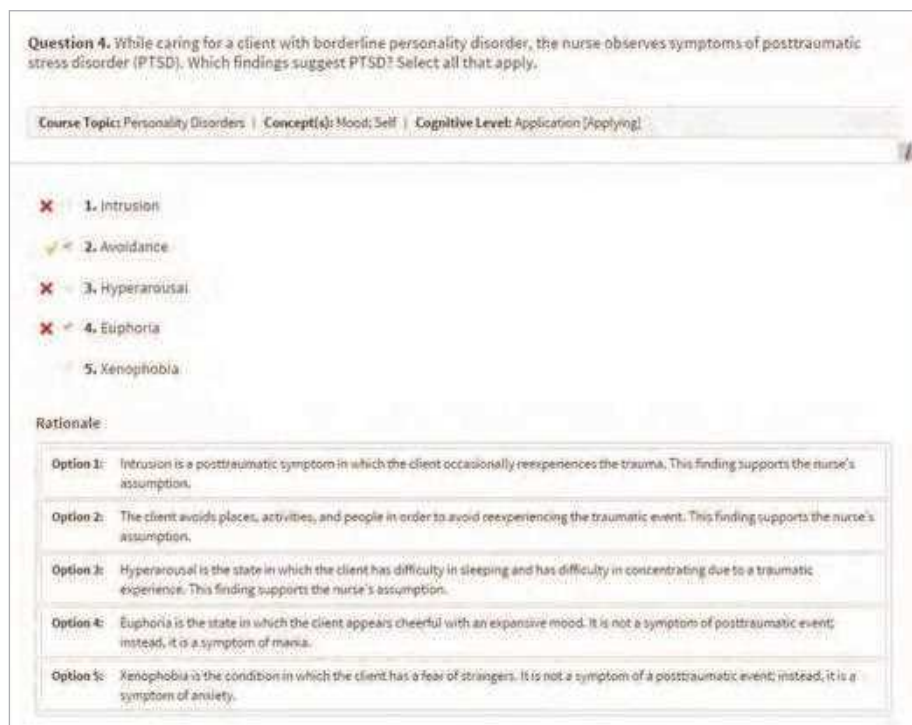 Question 4. While caring for a client with borderline personality disorder, the nurse observes symptoms of posttraumatic
stress disorder (PTSD). Which findings suggest PTSD? Select all that apply.
Course Topic: Personality Disorders | Concept(s): Mood; Self | Cognitive Level: Application [Applying]
1. Intrusion
2. Avoidance
3. Hyperarousal
4. Euphoria
5. Xenophobia
Rationale
Option 1: Intrusion is a posttraumatic symptom in which the client occasionally reexperiences the trauma. This finding supports the nurse's
assumption.
Option 2: The client avoids places, activities, and people in order to avoid reexperiencing the traumatic event. This finding supports the nurse's
assumption.
Option 3: Hyperarousal is the state in which the client has difficulty in sleeping and has difficulty in concentrating due to a traumatic
experience. This finding supports the nurse's assumption.
Option 4: Euphoria is the state in which the client appears cheerful with an expansive mood. It is not a symptom of posttraumatic event;
instead, it is a symptom of mania.
Option 5: Xenophobia is the condition in which the client has a fear of strangers. It is not a symptom of a posttraumatic event; instead, it is a
symptom of anxiety.